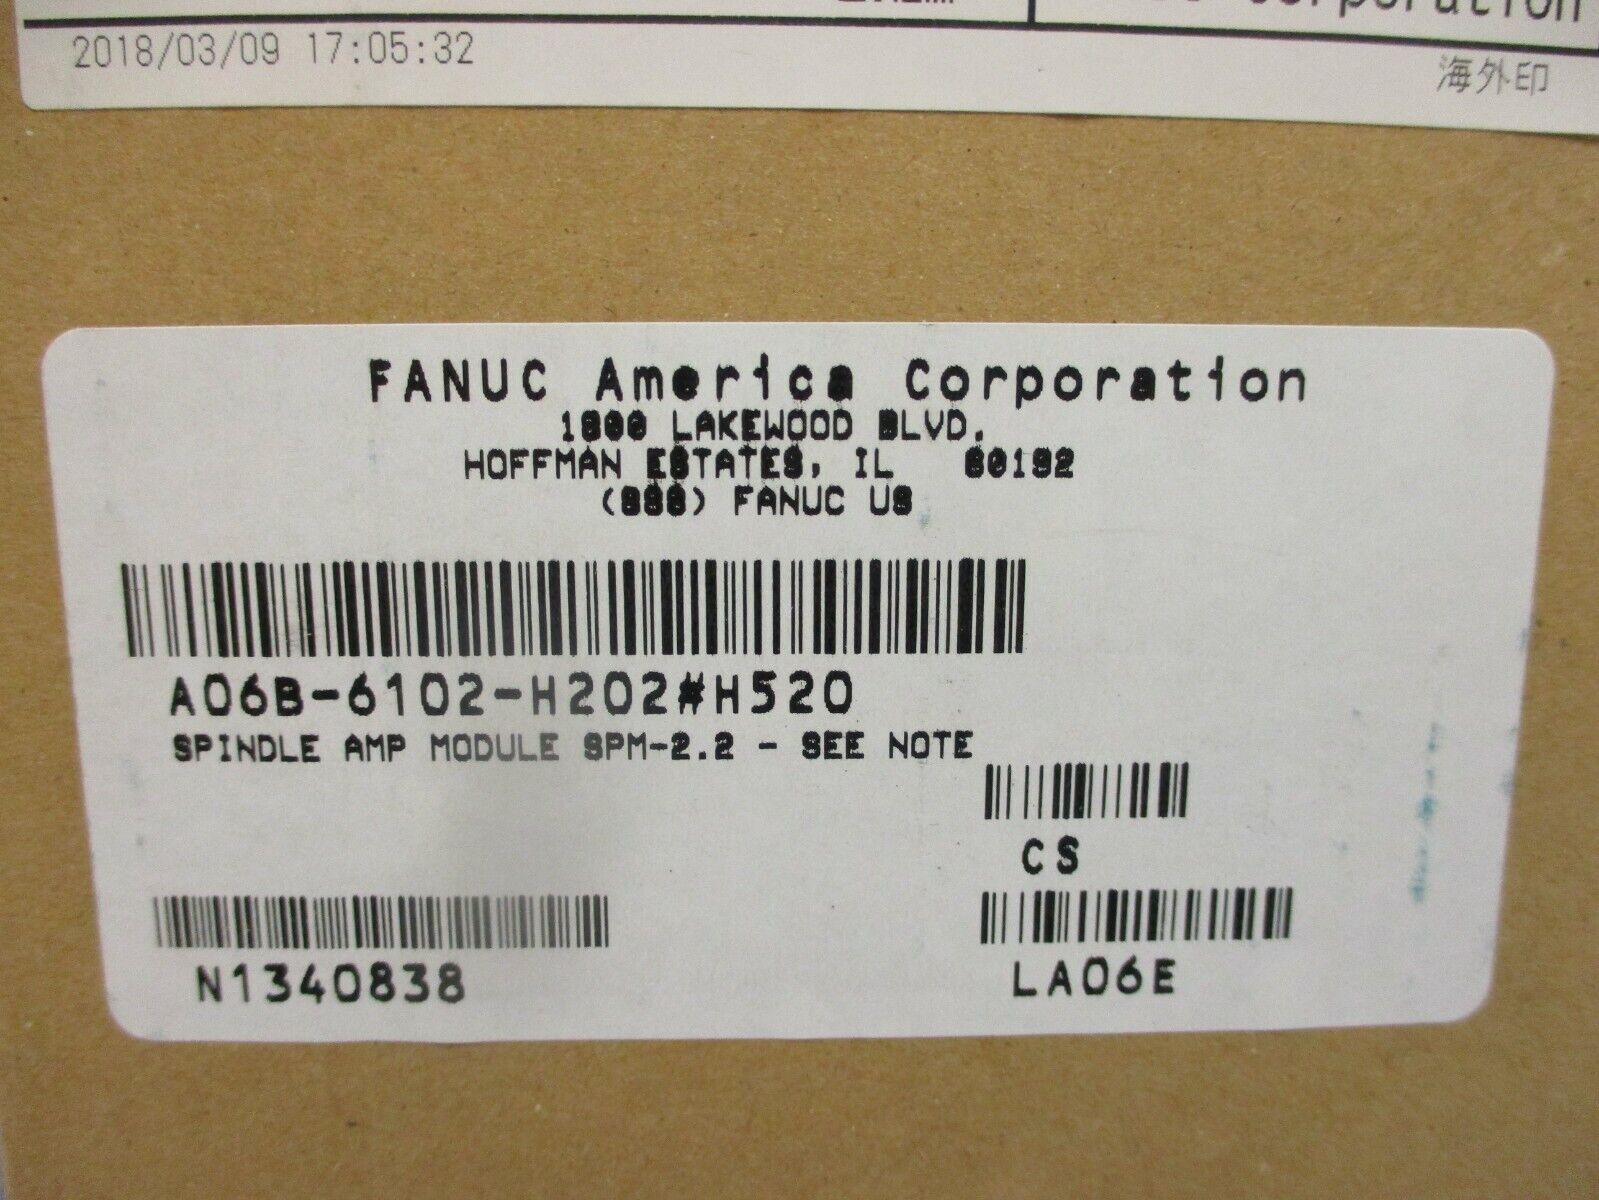 Corporation
2018/03/09 17:05:32
海外印
FANUC America Corporation
1800 LAKEWOOD BLVD.
HOFFMAN ESTATES, IL 60192
(888) FANUC US
A06B-6102-H202#H520
SPINDLE AMP MODULE SPM-2.2 - SEE NOTE
CS
N1340838
LA06E